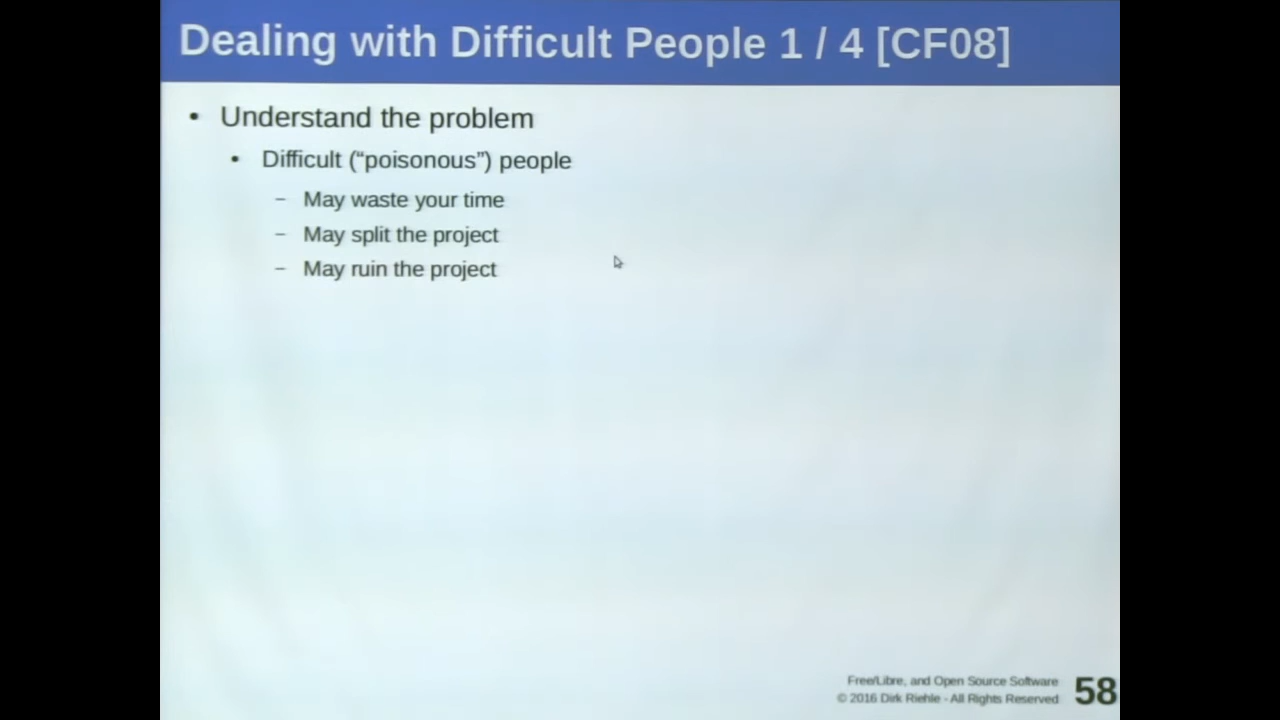 Dealing with Difficult People 1 / 4 [CF08]
• Understand the problem
• Difficult (“poisonous”) people
– May waste your time
– May split the project
– May ruin the project
Free/Libre, and Open Source Software
© 2016 Dirk Riehle - All Rights Reserved
58